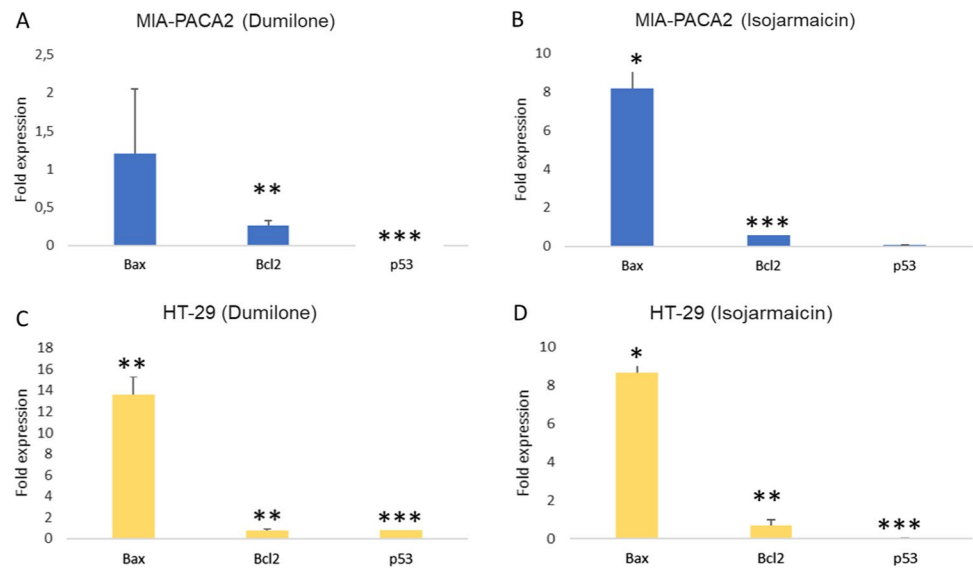 A
MIA-PACA2 (Dumilone)
Fold expression
2,5
2
1,5
1
0,5
0
**
***
Bax
Bcl2
p53
B
MIA-PACA2 (Isojarmaicin)
Fold expression
10
8
6
4
2
0
*
***
Bax
Bcl2
p53
C
HT-29 (Dumilone)
Fold expression
18
16
14
12
10
8
6
4
2
0
**
**
***
Bax
Bcl2
p53
D
HT-29 (Isojarmaicin)
Fold expression
10
8
6
4
2
0
*
**
***
Bax
Bcl2
p53